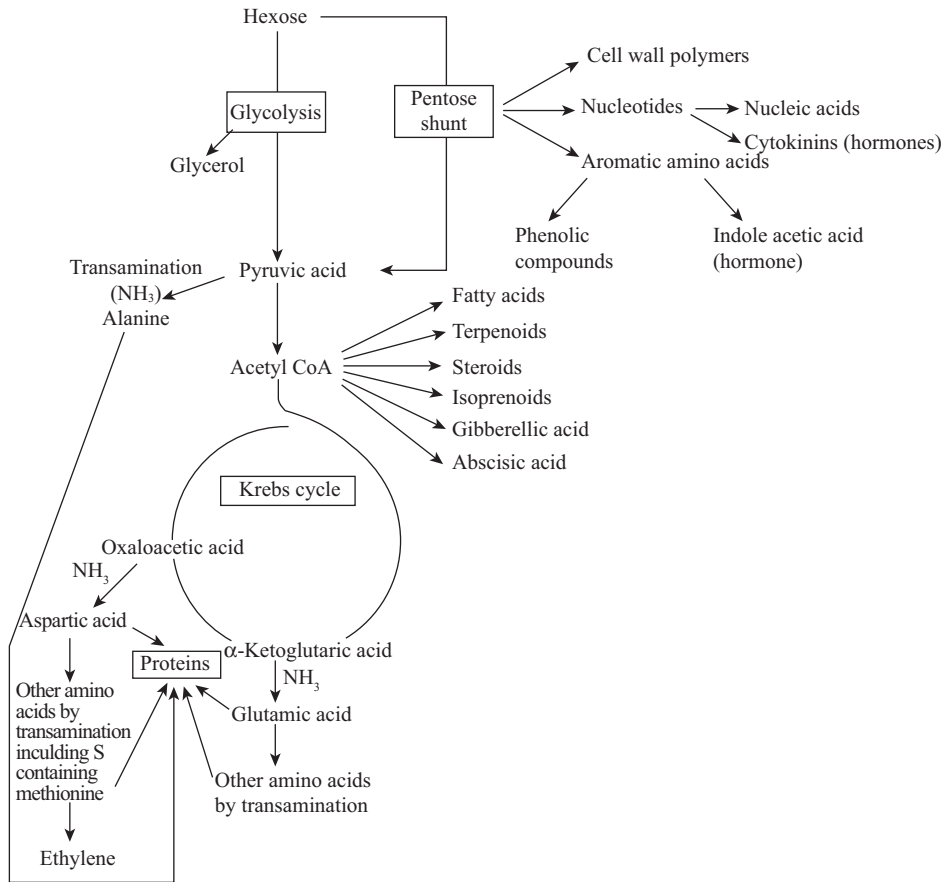 Hexose
Cell wall polymers
Glycolysis
Pentose
shunt
Nucleotides
Nucleic acids
Cytokinins (hormones)
Glycerol
Aromatic amino acids
Phenolic
compounds
Indole acetic acid
(hormone)
Transamination
(NH₃)
Alanine
Pyruvic acid
Fatty acids
Terpenoids
Acetyl CoA
Steroids
Isoprenoids
Gibberellic acid
Abscisic acid
Krebs cycle
Oxaloacetic acid
NH₃
Aspartic acid
α-Ketoglutaric acid
Proteins
NH₃
Other amino
acids by
transamination
inculding S
containing
methionine
Glutamic acid
Other amino acids
by transamination
Ethylene